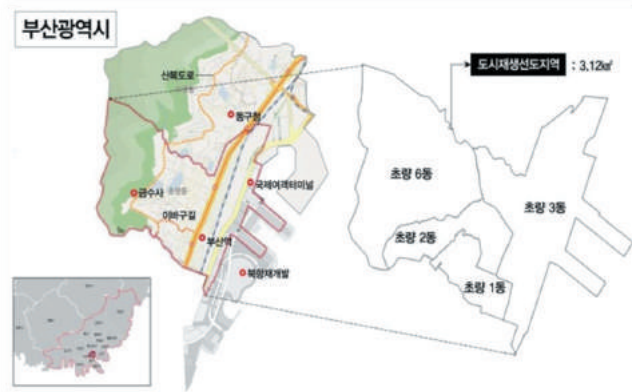 부산광역시
산복도로
동구청
금수사
이바구길
국제여객터미널
부산역
북항재개발
도시재생선도지역 : 3.12㎢
초량 6동
초량 3동
초량 2동
초량 1동